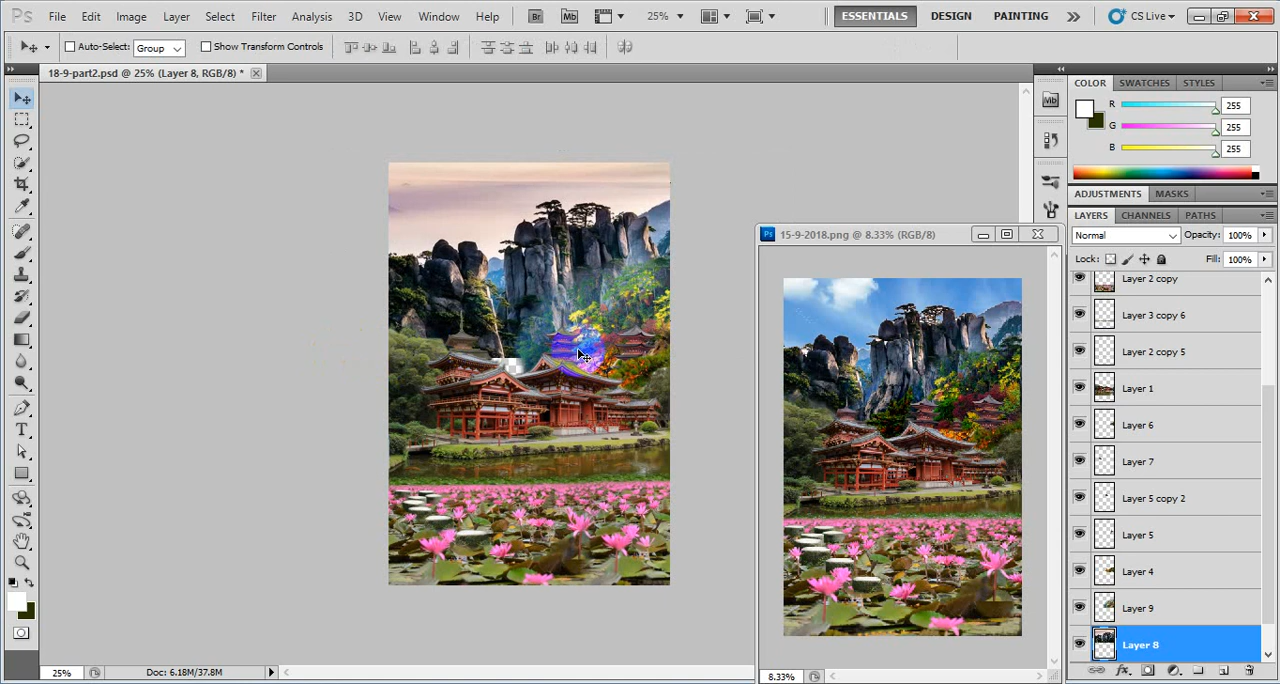 Ps File Edit Image Layer Select Filter Analysis 3D View Window Help Br Mb 25% ESSENTIALS DESIGN PAINTING CS Live
Auto-Select: Group Show Transform Controls
18-9-part2.psd @ 25% (Layer 8, RGB/8) *
COLOR SWATCHES STYLES
Mb
R 255
G 255
B 255
ADJUSTMENTS MASKS
LAYERS CHANNELS PATHS
Normal Opacity: 100%
Lock: Fill: 100%
Ps 15-9-2018.png @ 8.33% (RGB/8)
Layer 2 copy
Layer 3 copy 6
Layer 2 copy 5
Layer 1
Layer 6
Layer 7
Layer 5 copy 2
Layer 5
Layer 4
Layer 9
Layer 8
T
fx
25% Doc: 6.18M/37.8M
8.33%